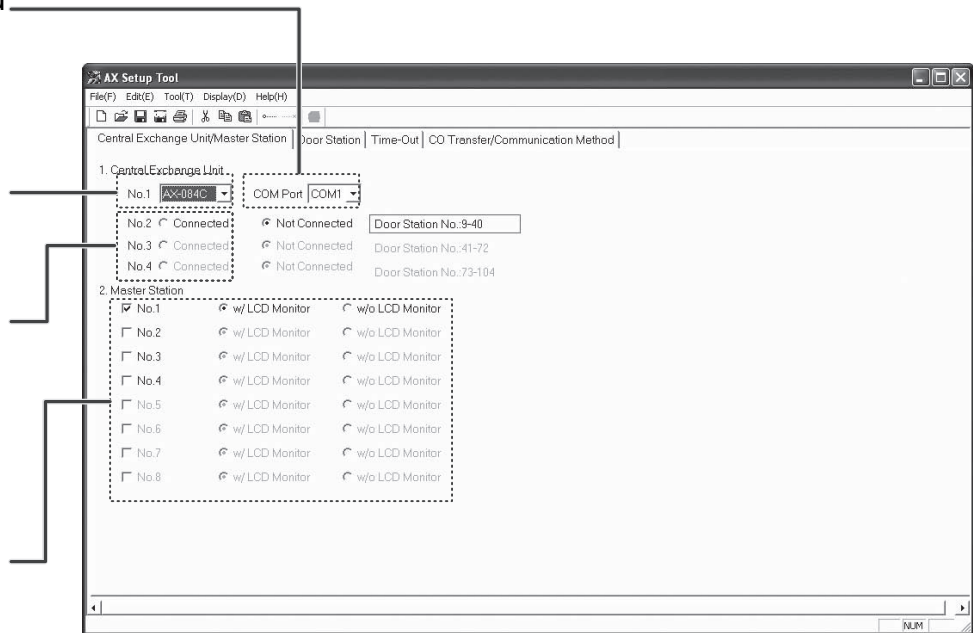 AX Setup Tool
File(F) Edit(E) Tool(T) Display(D) Help(H)
Central Exchange Unit/Master Station Door Station Time-Out CO Transfer/Communication Method
1. Central Exchange Unit
No.1 AX-084C COM Port COM1
No.2 Connected Not Connected Door Station No.:9-40
No.3 Connected Not Connected Door Station No.:41-72
No.4 Connected Not Connected Door Station No.:73-104
2. Master Station
No.1 w/ LCD Monitor w/o LCD Monitor
No.2 w/ LCD Monitor w/o LCD Monitor
No.3 w/ LCD Monitor w/o LCD Monitor
No.4 w/ LCD Monitor w/o LCD Monitor
No.5 w/ LCD Monitor w/o LCD Monitor
No.6 w/ LCD Monitor w/o LCD Monitor
No.7 w/ LCD Monitor w/o LCD Monitor
No.8 w/ LCD Monitor w/o LCD Monitor
NUM